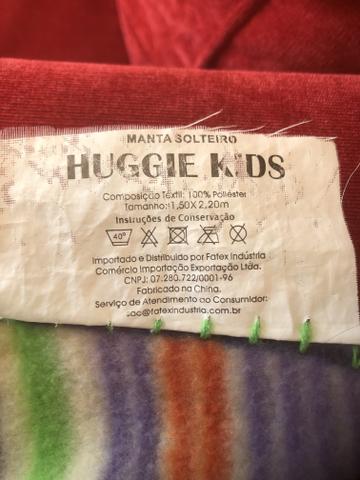 MANTA SOLTEIRO
HUGGIE KIDS
Composição Têxtil: 100% Poliéster
Tamanho: 1,50X 2,20m
Instruções de Conservação
40°
Importado e Distribuído por Fatex Indústria
Comércio Importação Exportação Ltda.
CNPJ: 07.280.722/0001-96
Fabricado na China.
Serviço de Atendimento ao Consumidor:
sac@fatexindustria.com.br